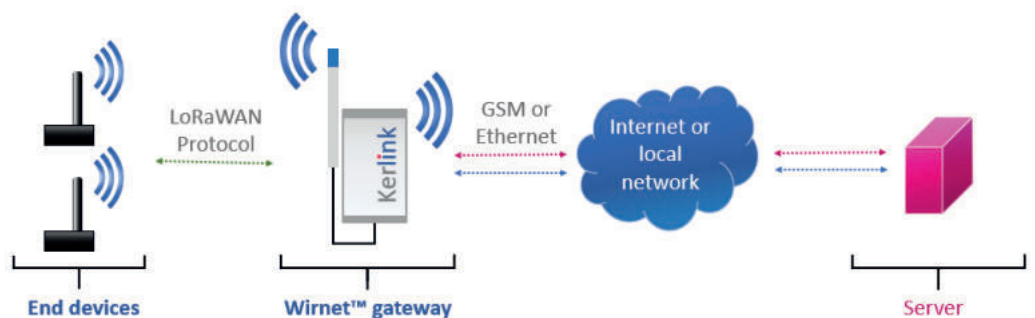 LoRaWAN
Protocol
Kerlink
GSM or
Ethernet
Internet or
local
network
End devices
Wirnet™ gateway
Server